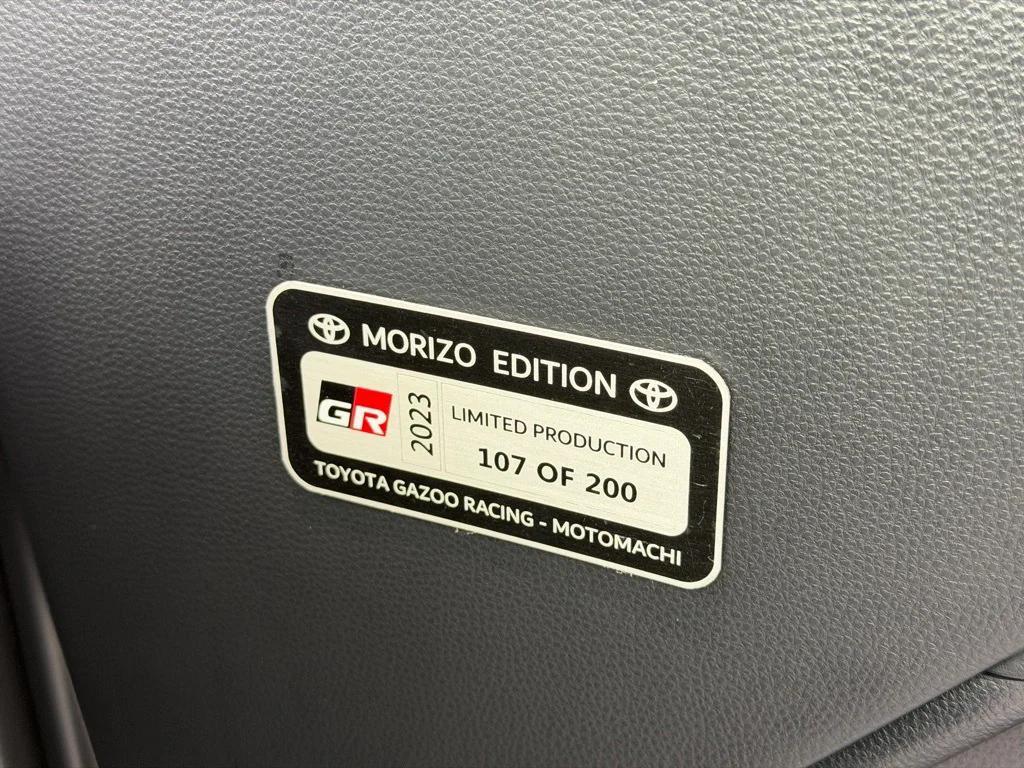 MORIZO EDITION
GR
2023
LIMITED PRODUCTION
107 OF 200
TOYOTA GAZOO RACING - MOTOMACHI